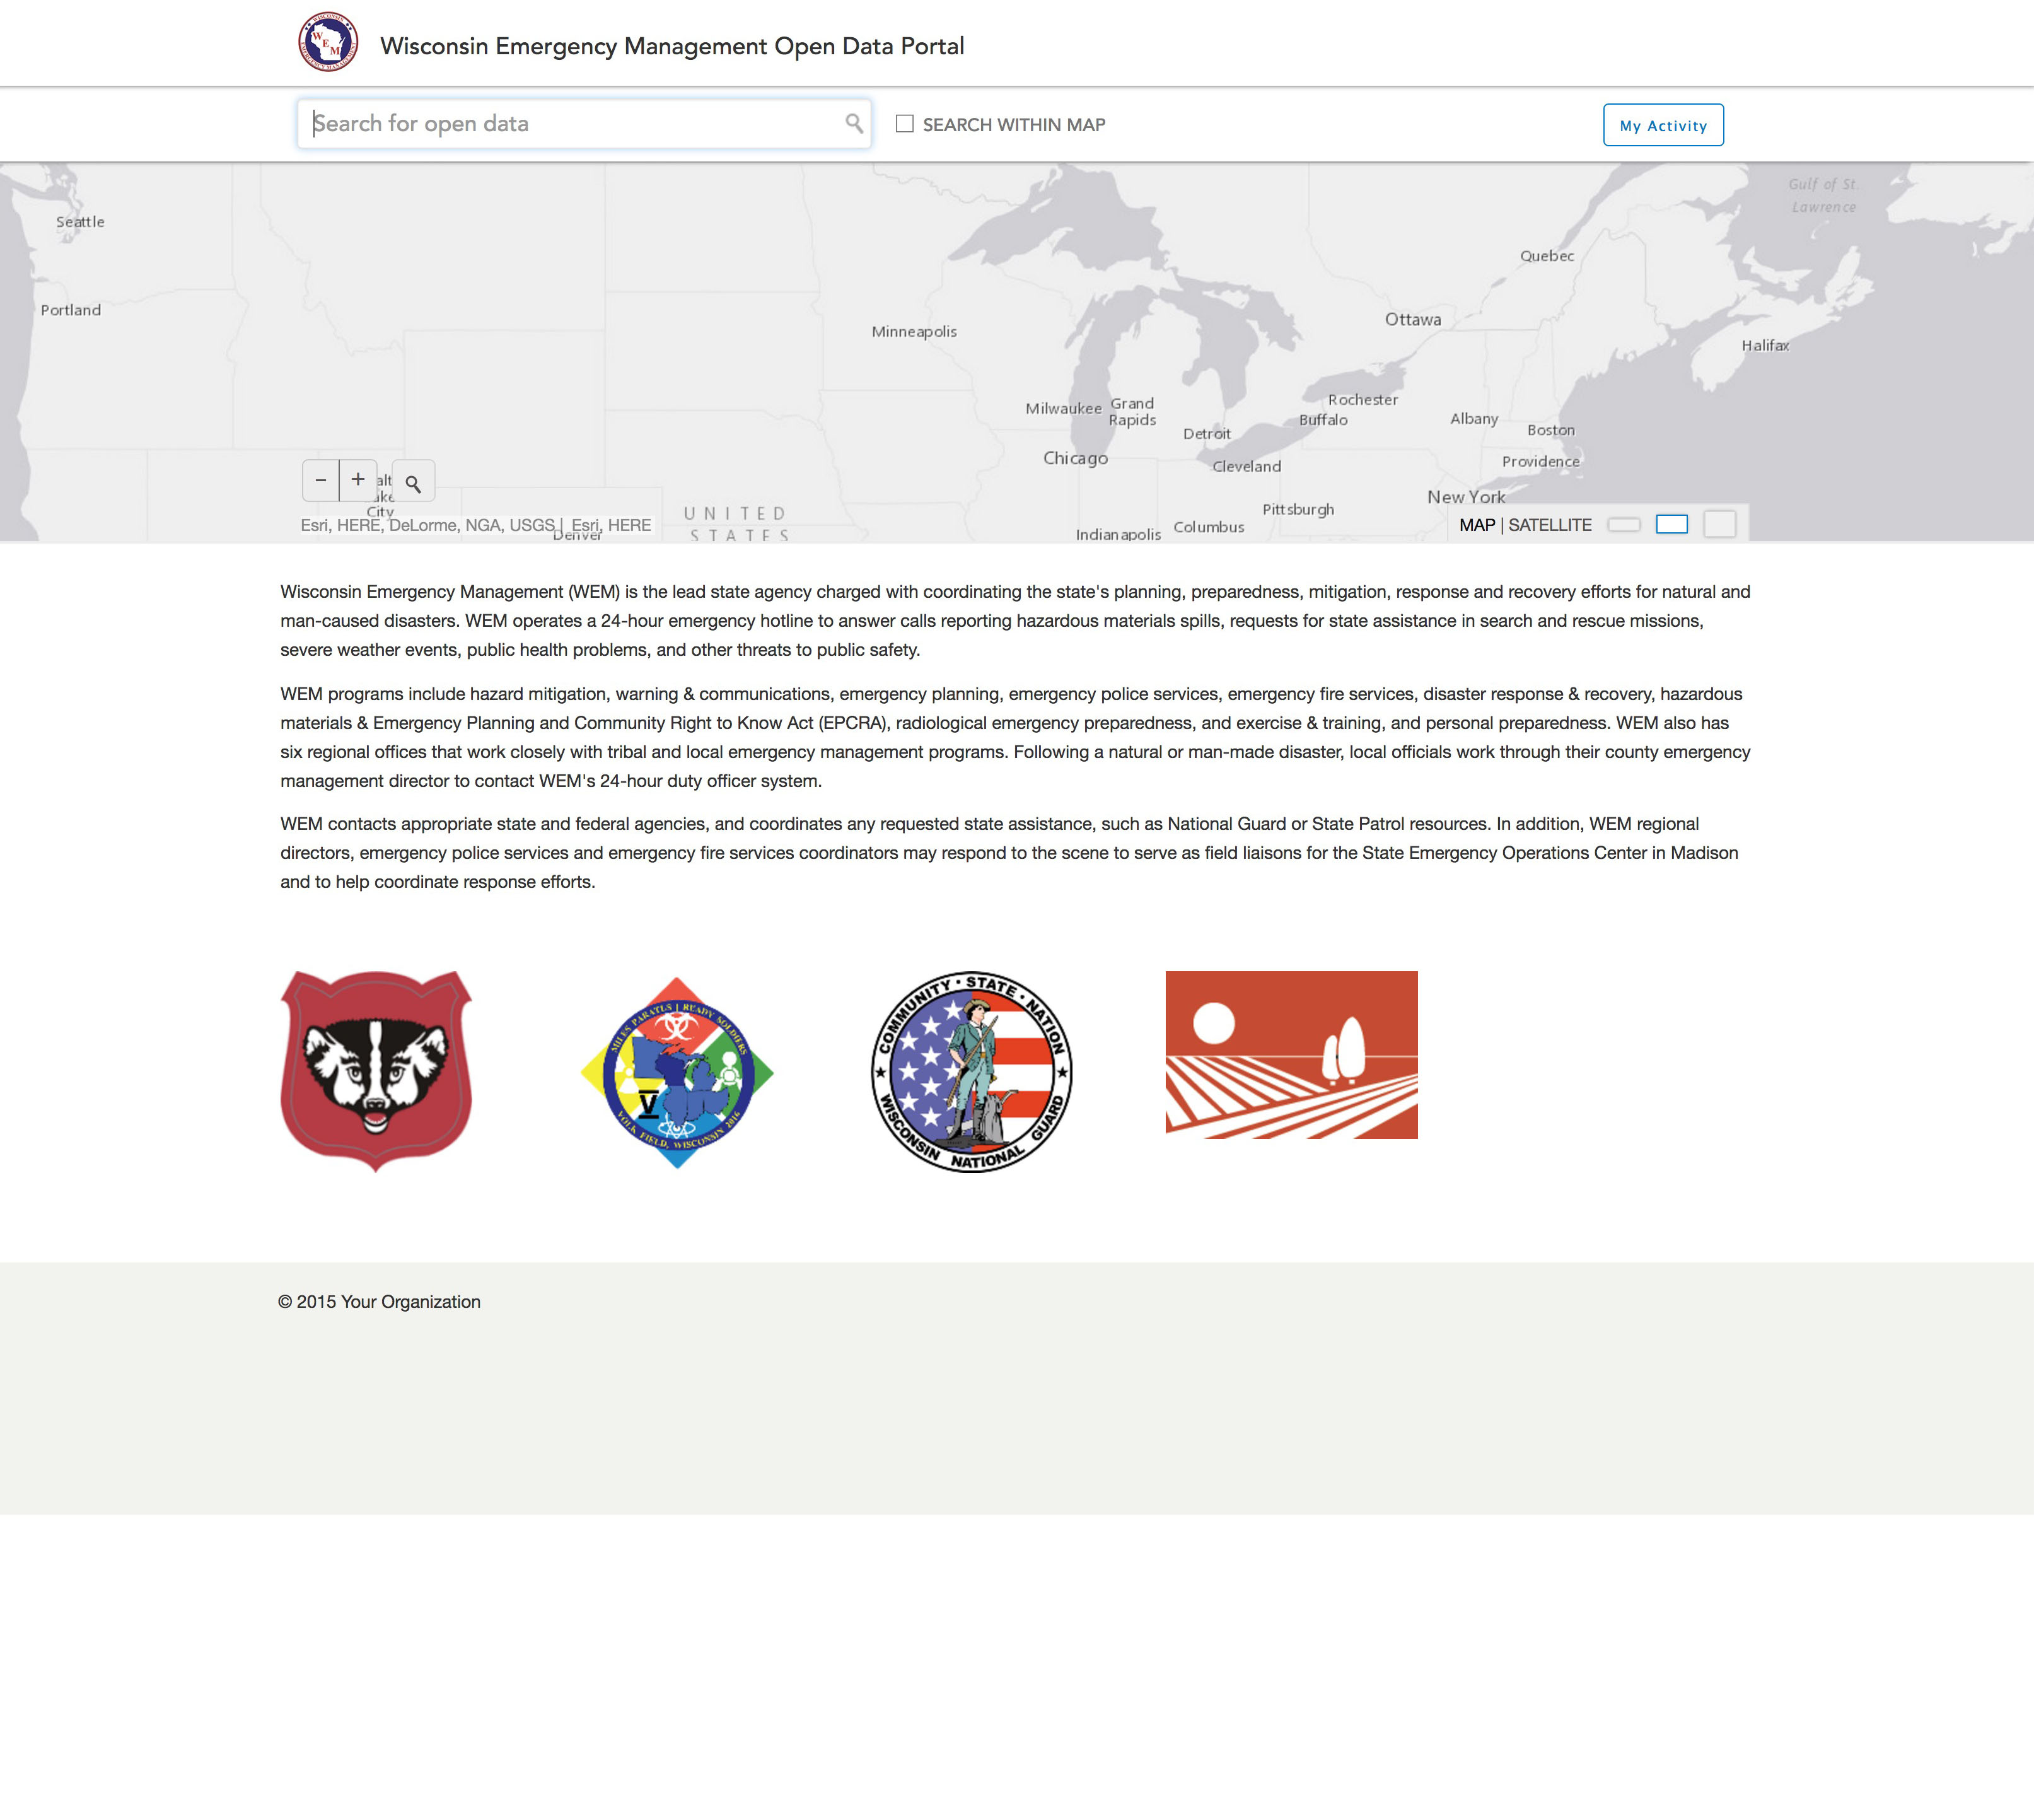 WISCONSIN
W
E
M
EMERGENCY MANAGEMENT
Wisconsin Emergency Management Open Data Portal
Search for open data
SEARCH WITHIN MAP
My Activity
Gulf of St.
Lawrence
Seattle
Quebec
Portland
Ottawa
Minneapolis
Halifax
Rochester
Milwaukee
Grand
Rapids
Buffalo
Albany
Boston
Detroit
Chicago
Cleveland
Providence
− +
alt
ake
City
New York
Pittsburgh
UNITED
STATES
Esri, HERE, DeLorme, NGA, USGS | Esri, HERE
Denver
Columbus
Indianapolis
MAP | SATELLITE
Wisconsin Emergency Management (WEM) is the lead state agency charged with coordinating the state's planning, preparedness, mitigation, response and recovery efforts for natural and
man-caused disasters. WEM operates a 24-hour emergency hotline to answer calls reporting hazardous materials spills, requests for state assistance in search and rescue missions,
severe weather events, public health problems, and other threats to public safety.
WEM programs include hazard mitigation, warning & communications, emergency planning, emergency police services, emergency fire services, disaster response & recovery, hazardous
materials & Emergency Planning and Community Right to Know Act (EPCRA), radiological emergency preparedness, and exercise & training, and personal preparedness. WEM also has
six regional offices that work closely with tribal and local emergency management programs. Following a natural or man-made disaster, local officials work through their county emergency
management director to contact WEM's 24-hour duty officer system.
WEM contacts appropriate state and federal agencies, and coordinates any requested state assistance, such as National Guard or State Patrol resources. In addition, WEM regional
directors, emergency police services and emergency fire services coordinators may respond to the scene to serve as field liaisons for the State Emergency Operations Center in Madison
and to help coordinate response efforts.
MILES PARATUS | READY SOLDIERS
V
VOLK FIELD, WISCONSIN 2016
COMMUNITY · STATE · NATION
WISCONSIN NATIONAL GUARD
© 2015 Your Organization